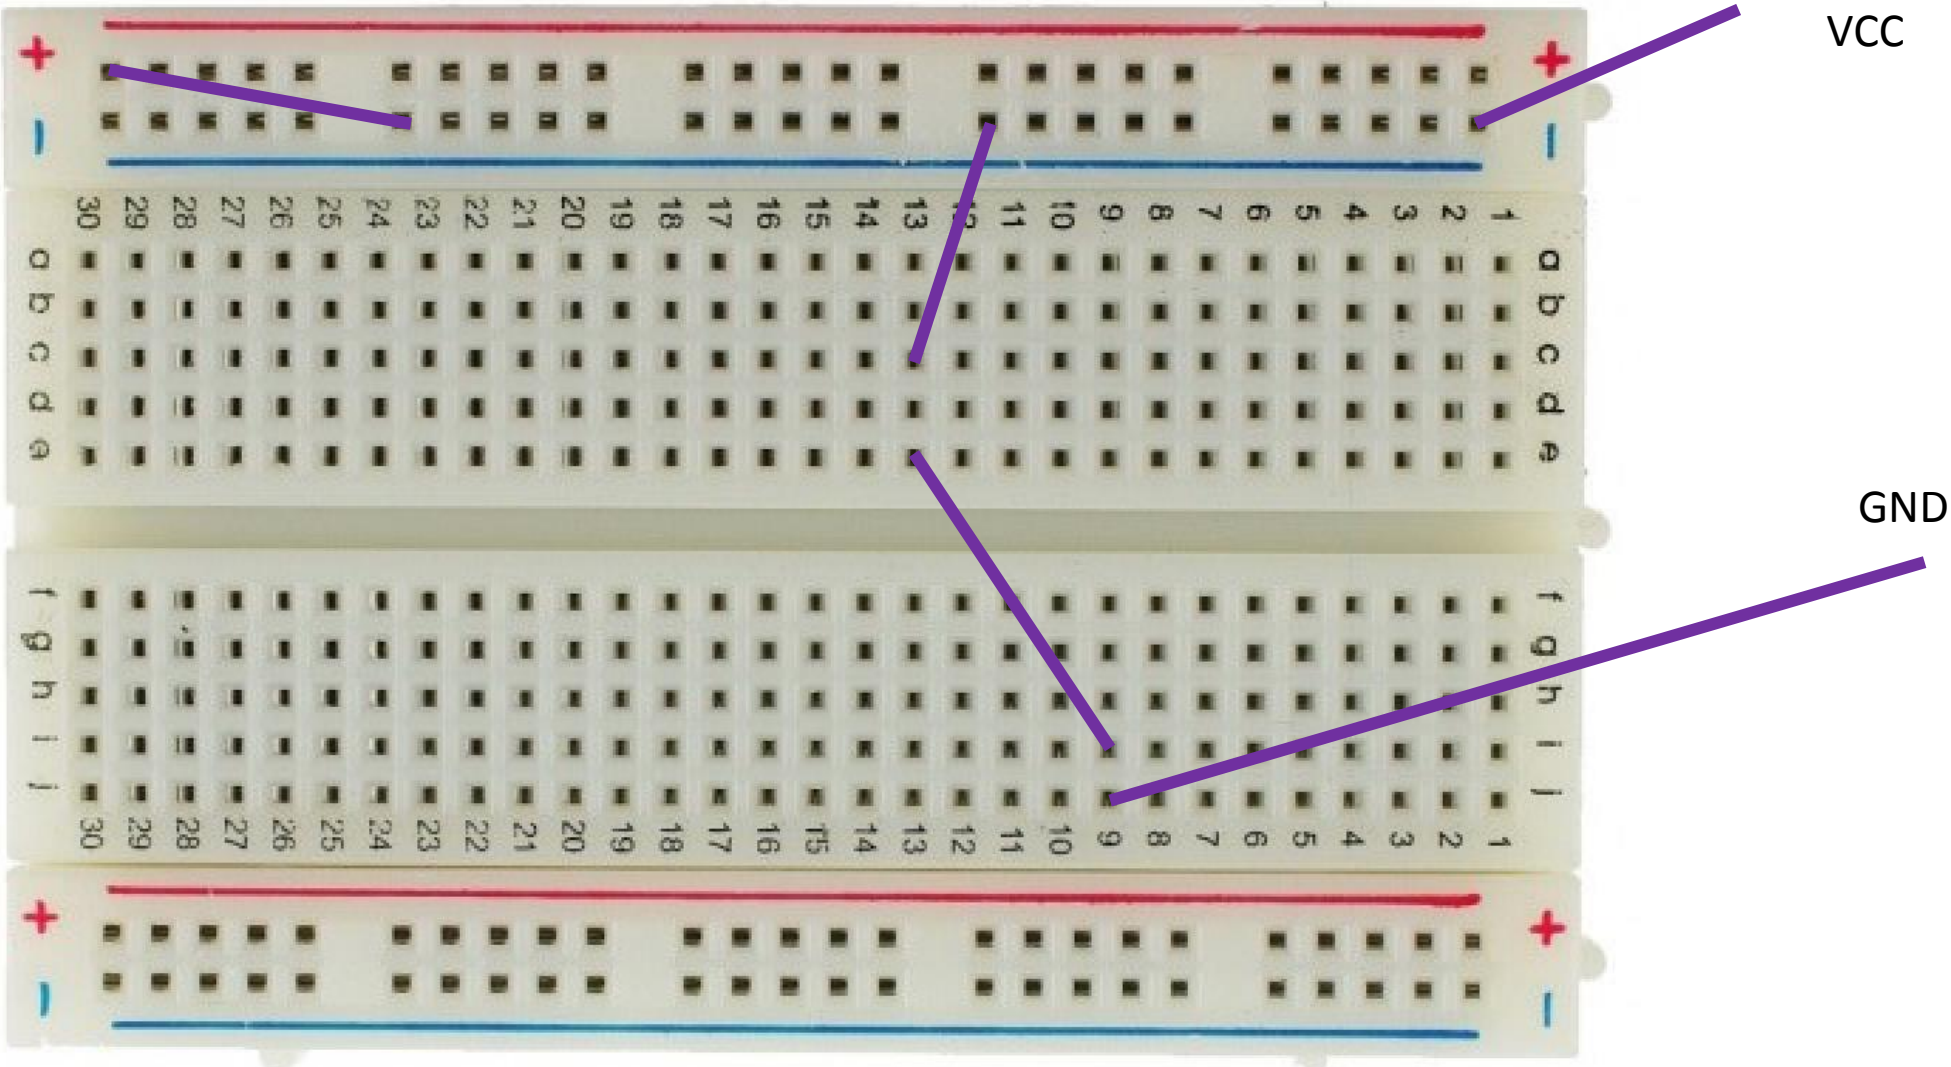 VCC
+ +
- -
30 29 28 27 26 25 24 23 22 21 20 19 18 17 16 15 14 13 12 11 10 9 8 7 6 5 4 3 2 1
a a
b b
c c
d d
e e
GND
f f
g g
h h
i i
j j
30 29 28 27 26 25 24 23 22 21 20 19 18 17 16 15 14 13 12 11 10 9 8 7 6 5 4 3 2 1
+ +
- -